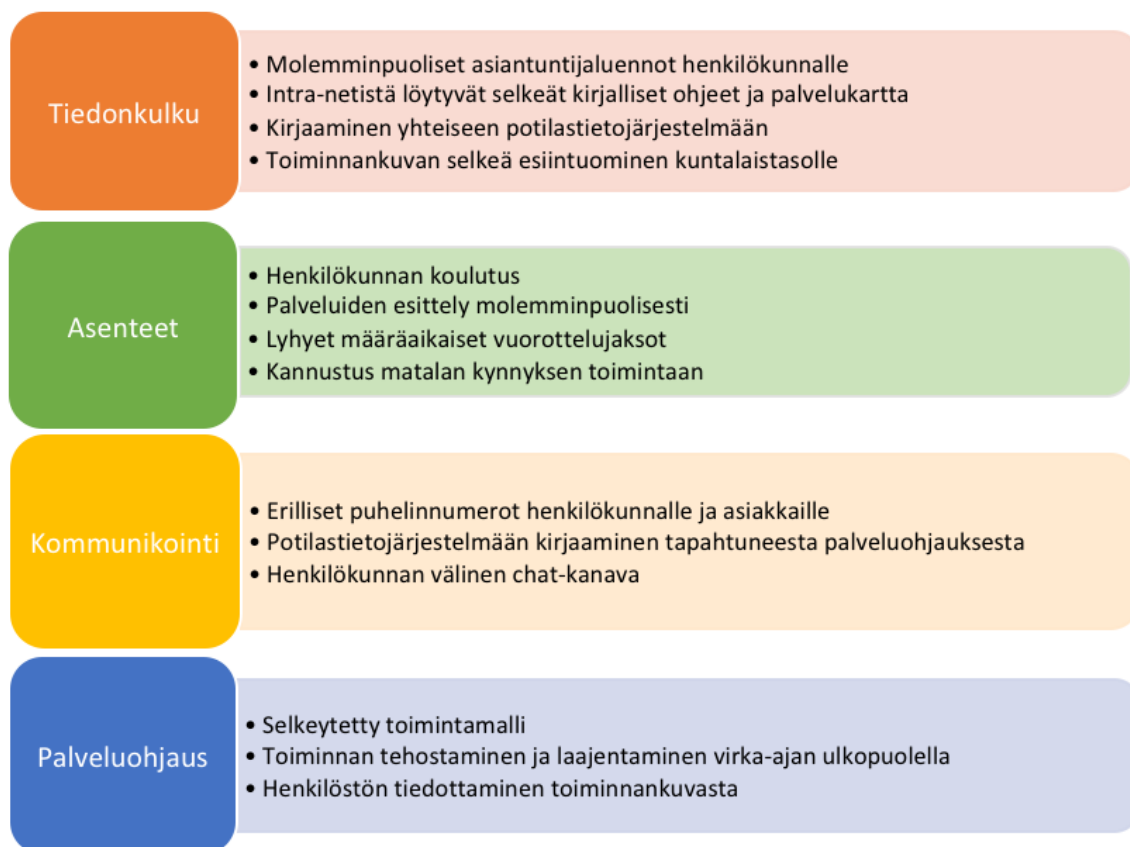 Tiedonkulku
• Molemminpuoliset asiantuntijaluennot henkilökunnalle
• Intra-netistä löytyvät selkeät kirjalliset ohjeet ja palvelukartta
• Kirjaaminen yhteiseen potilastietojärjestelmään
• Toiminnankuvan selkeä esiintuominen kuntalaistasolle
Asenteet
• Henkilökunnan koulutus
• Palveluiden esittely molemminpuolisesti
• Lyhyet määräaikaiset vuorottelujaksot
• Kannustus matalan kynnyksen toimintaan
Kommunikointi
• Erilliset puhelinnumerot henkilökunnalle ja asiakkaille
• Potilastietojärjestelmään kirjaaminen tapahtuneesta palveluohjauksesta
• Henkilökunnan välinen chat-kanava
Palveluohjaus
• Selkeytetty toimintamalli
• Toiminnan tehostaminen ja laajentaminen virka-ajan ulkopuolella
• Henkilöstön tiedottaminen toiminnankuvasta